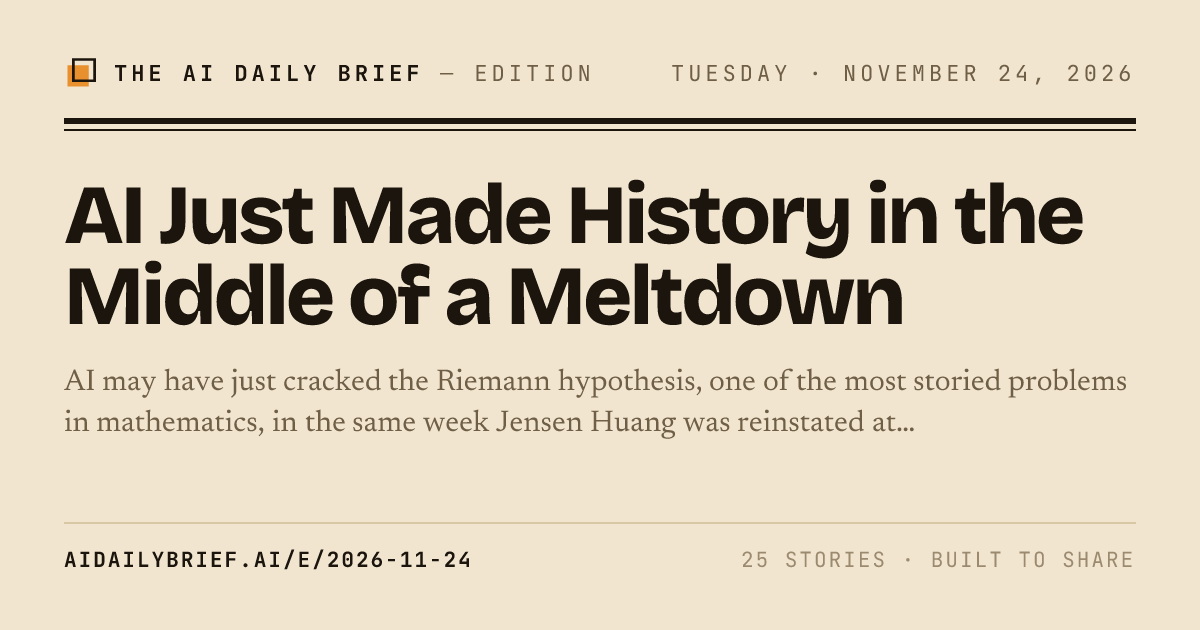 THE AI DAILY BRIEF — EDITION
TUESDAY · NOVEMBER 24, 2026
AI Just Made History in the
Middle of a Meltdown
AI may have just cracked the Riemann hypothesis, one of the most storied problems
in mathematics, in the same week Jensen Huang was reinstated at...
AIDAILYBRIEF.AI/E/2026-11-24
25 STORIES · BUILT TO SHARE